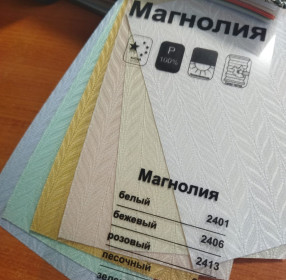 Магнолия
P
100%
Магнолия
белый 2401
бежевый 2406
розовый 2413
песочный